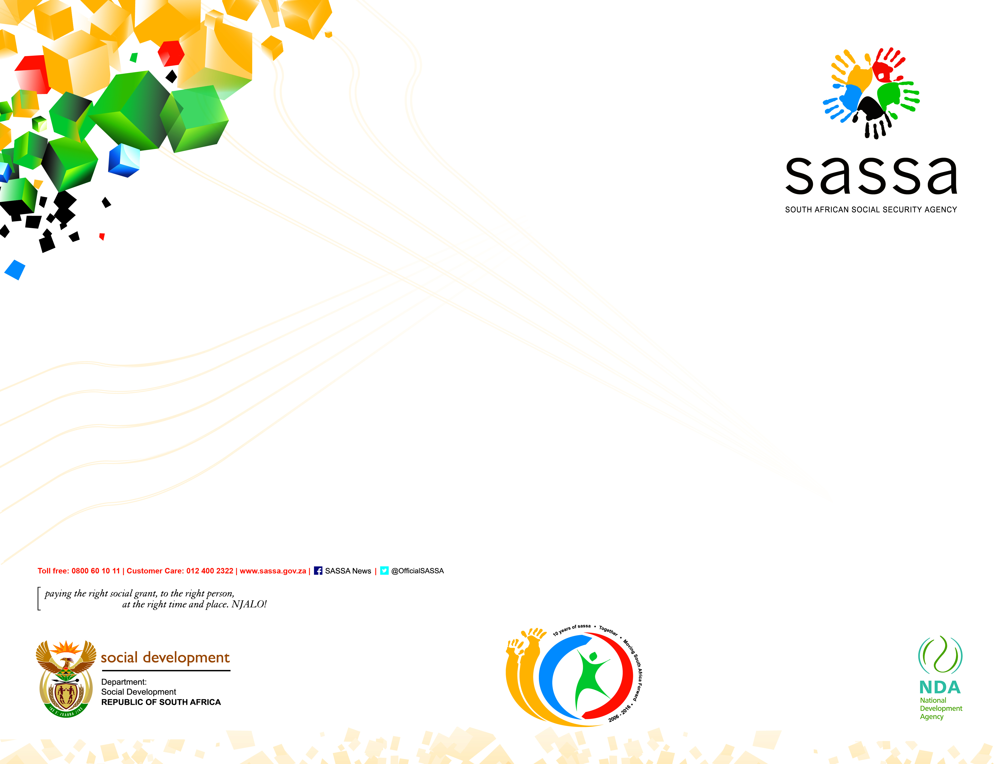 sassa
SOUTH AFRICAN SOCIAL SECURITY AGENCY
Toll free: 0800 60 10 11 | Customer Care: 012 400 2322 | www.sassa.gov.za | SASSA News | @OfficialSASSA
paying the right social grant, to the right person,
at the right time and place. NJALO!
social development
Department:
Social Development
REPUBLIC OF SOUTH AFRICA
!KE E: /XARRA //KE
10 years of sassa • Together • Moving South Africa Forward • 2006 - 2016
NDA
National
Development
Agency